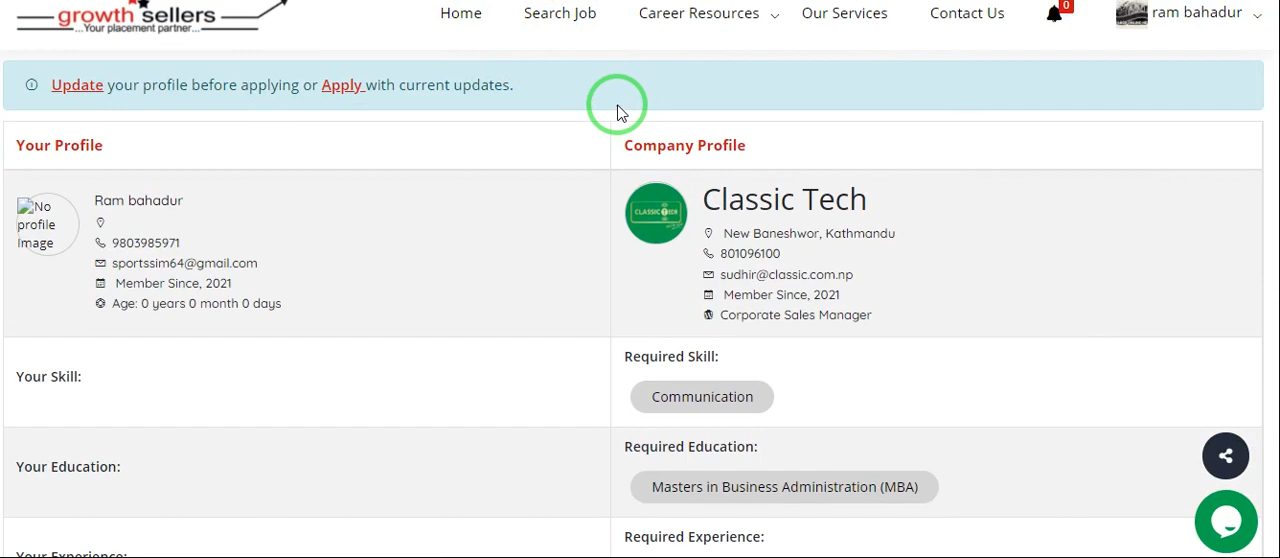 growth sellers
...Your placement partner...
Home
Search Job
Career Resources
Our Services
Contact Us
0
ram bahadur
Update your profile before applying or Apply with current updates.
Your Profile
Company Profile
No profile Image
Ram bahadur
9803985971
sportssim64@gmail.com
Member Since, 2021
Age: 0 years 0 month 0 days
CLASSIC TECH
Classic Tech
New Baneshwor, Kathmandu
801096100
sudhir@classic.com.np
Member Since, 2021
Corporate Sales Manager
Your Skill:
Required Skill:
Communication
Your Education:
Required Education:
Masters in Business Administration (MBA)
Your Experience:
Required Experience: